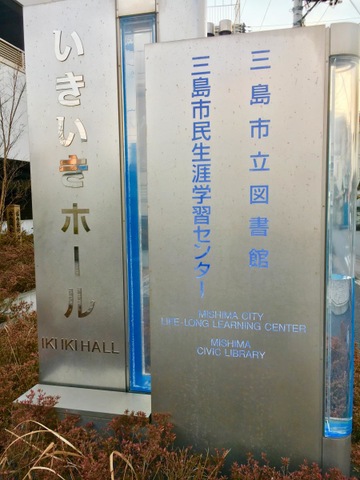 いきいきホール
IKI IKI HALL
三島市立図書館
三島市民生涯学習センター
MISHIMA CITY
LIFE-LONG LEARNING CENTER
MISHIMA
CIVIC LIBRARY